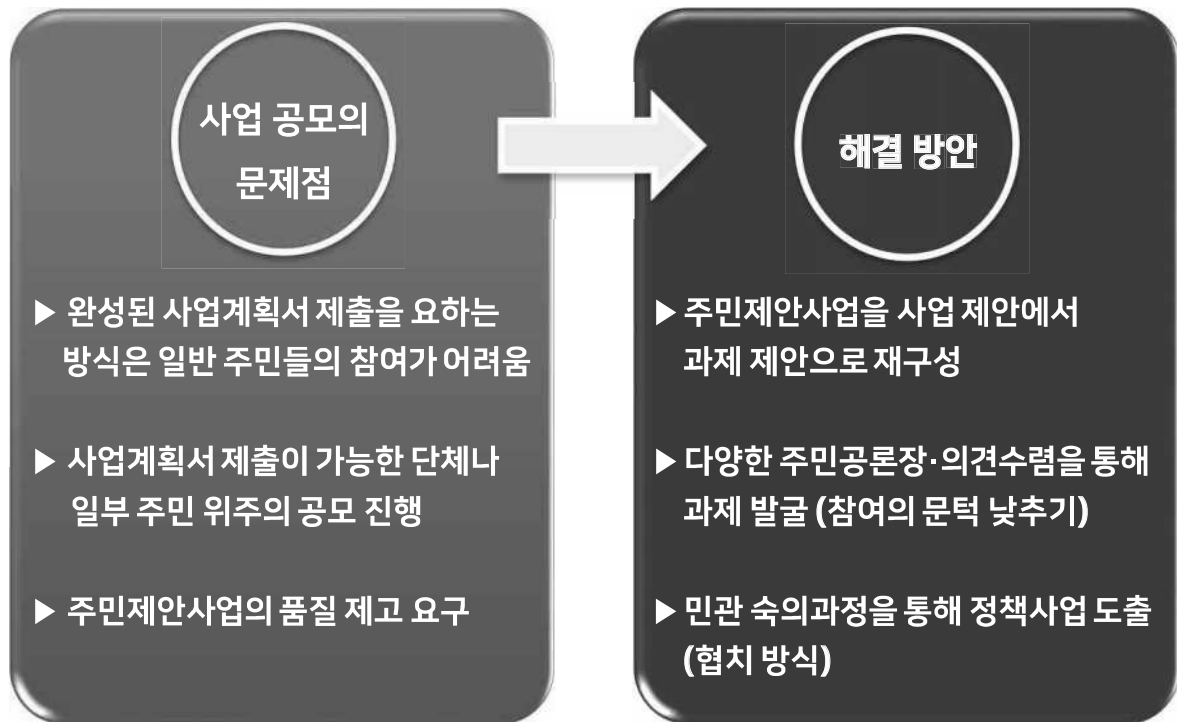 사업 공모의
문제점
▶ 완성된 사업계획서 제출을 요하는
방식은 일반 주민들의 참여가 어려움
▶ 사업계획서 제출이 가능한 단체나
일부 주민 위주의 공모 진행
▶ 주민제안사업의 품질 제고 요구
해결 방안
▶ 주민제안사업을 사업 제안에서
과제 제안으로 재구성
▶ 다양한 주민공론장·의견수렴을 통해
과제 발굴 (참여의 문턱 낮추기)
▶ 민관 숙의과정을 통해 정책사업 도출
(협치 방식)